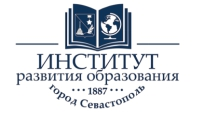 ИНСТИТУТ
развития образования
••• 1887 •••
город Севастополь